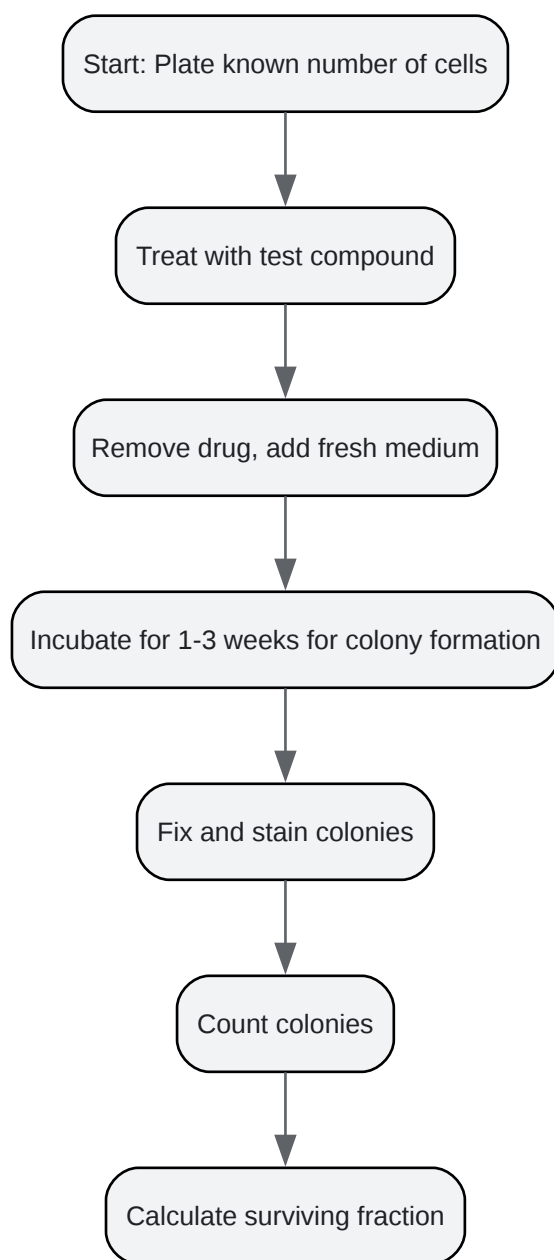 Start: Plate known number of cells
Treat with test compound
Remove drug, add fresh medium
Incubate for 1-3 weeks for colony formation
Fix and stain colonies
Count colonies
Calculate surviving fraction